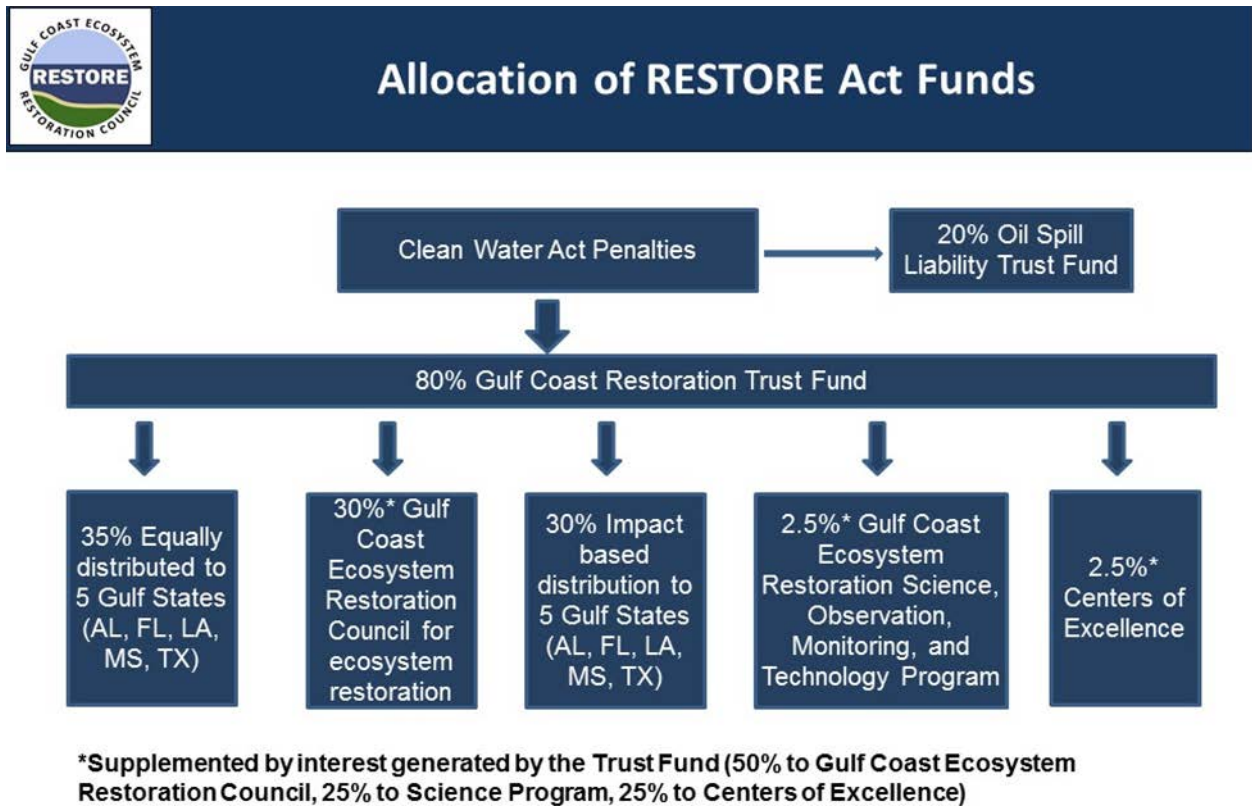 GULF COAST ECOSYSTEM
RESTORE
RESTORATION COUNCIL
Allocation of RESTORE Act Funds
Clean Water Act Penalties
20% Oil Spill
Liability Trust Fund
80% Gulf Coast Restoration Trust Fund
35% Equally
distributed to
5 Gulf States
(AL, FL, LA,
MS, TX)
30%* Gulf
Coast
Ecosystem
Restoration
Council for
ecosystem
restoration
30% Impact
based
distribution to
5 Gulf States
(AL, FL, LA,
MS, TX)
2.5%* Gulf Coast
Ecosystem
Restoration Science,
Observation,
Monitoring, and
Technology Program
2.5%*
Centers of
Excellence
*Supplemented by interest generated by the Trust Fund (50% to Gulf Coast Ecosystem
Restoration Council, 25% to Science Program, 25% to Centers of Excellence)